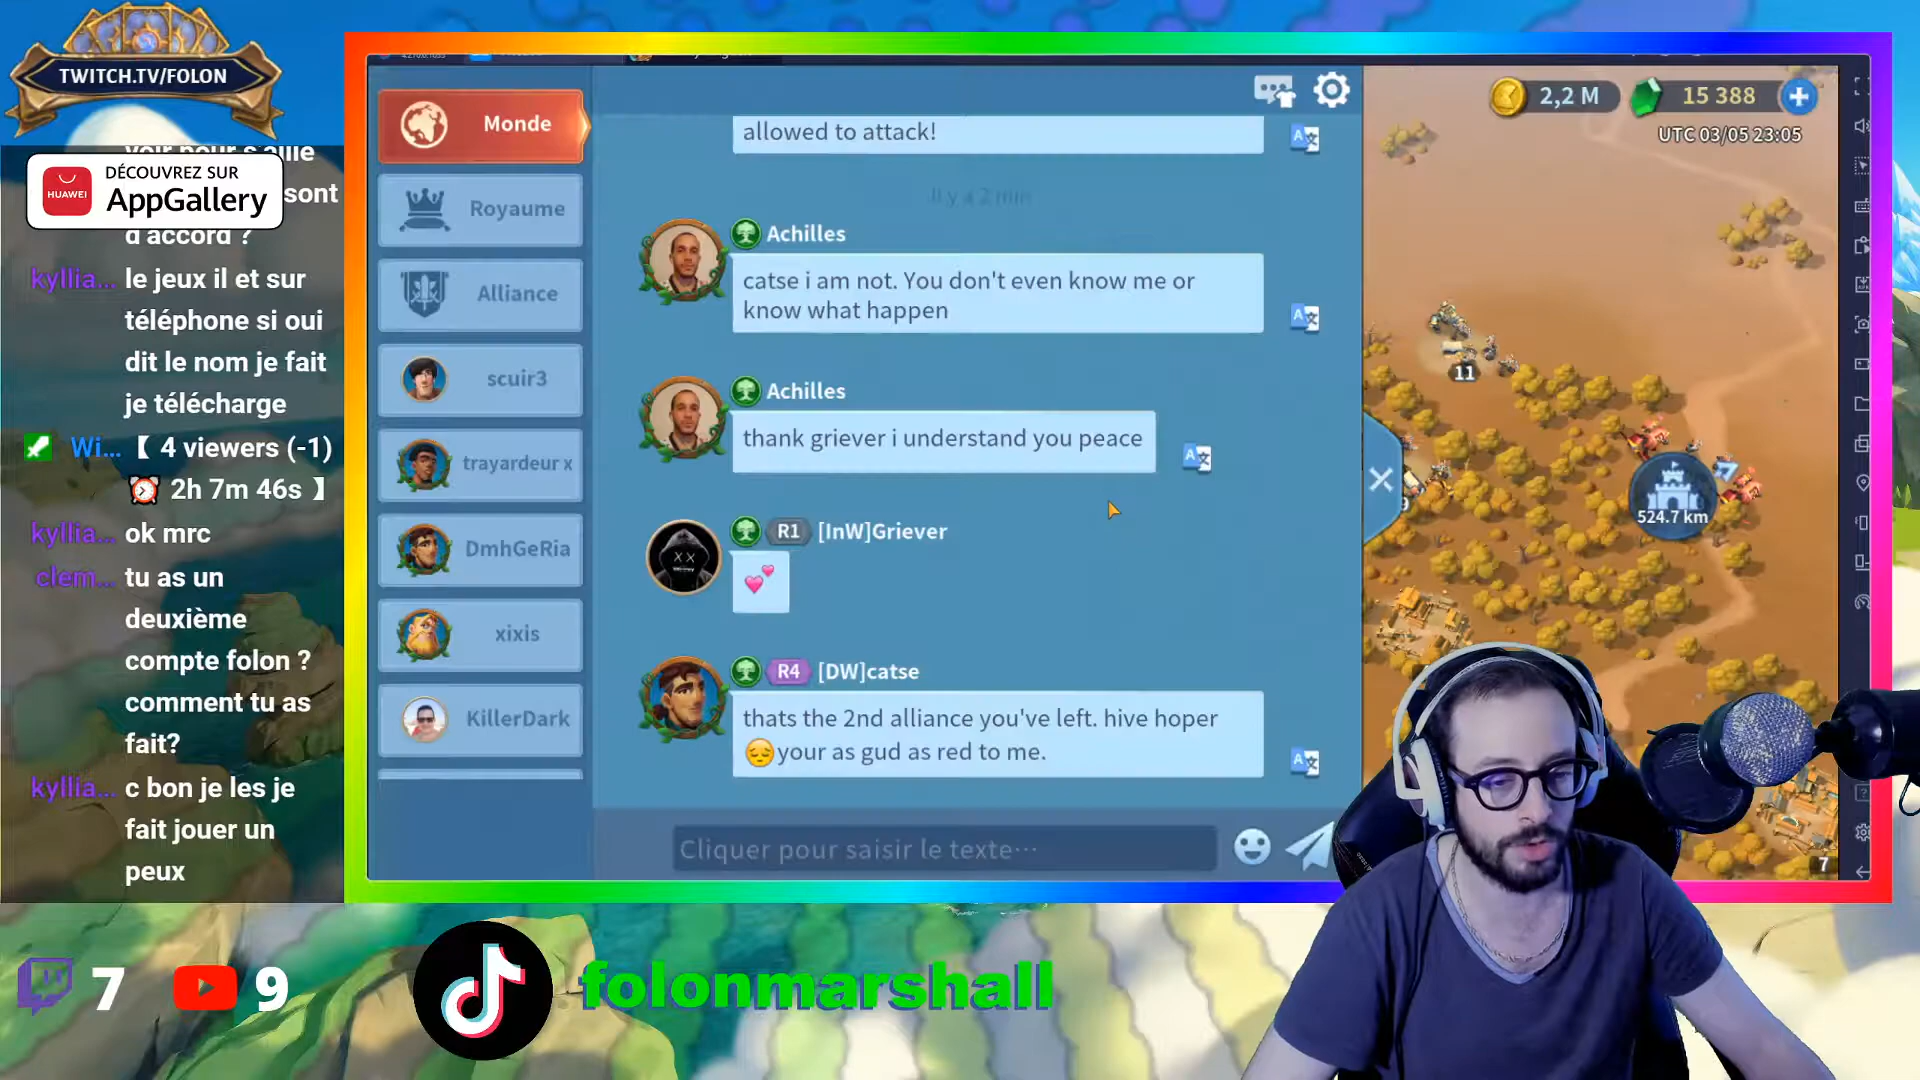 TWITCH.TV/FOLON
DÉCOUVREZ SUR
AppGallery
HUAWEI
sont
d'accord ?
kyllia... le jeux il et sur
téléphone si oui
dit le nom je fait
je télécharge
Wi... 【 4 viewers (-1)
2h 7m 46s 】
kyllia... ok mrc
clem... tu as un
deuxième
compte folon ?
comment tu as
fait?
kyllia... c bon je les je
fait jouer un
peux
Monde
Royaume
Alliance
scuir3
trayardeur x
DmhGeRia
xixis
KillerDark
allowed to attack!
Il y a 2 min
Achilles
catse i am not. You don't even know me or
know what happen
Achilles
thank griever i understand you peace
R1 [InW]Griever
R4 [DW]catse
thats the 2nd alliance you've left. hive hoper
😔your as gud as red to me.
Cliquer pour saisir le texte···
2,2 M
15 388
UTC 03/05 23:05
11
524.7 km
7
7
9
folonmarshall